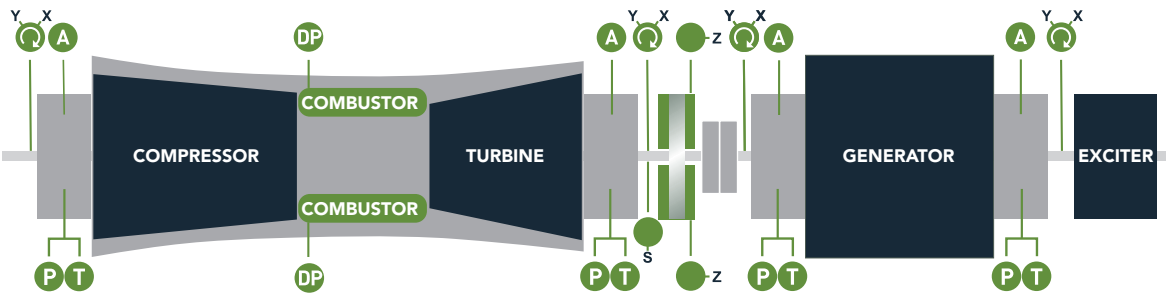 Y X Y X Y X Y X
A DP A Z A A
COMBUSTOR
COMPRESSOR TURBINE GENERATOR EXCITER
COMBUSTOR
S
P T DP P T Z P T P T